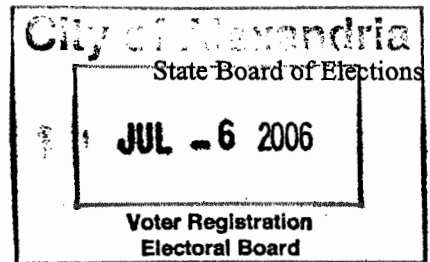 City of Alexandria
State Board of Elections
JUL - 6 2006
Voter Registration
Electoral Board